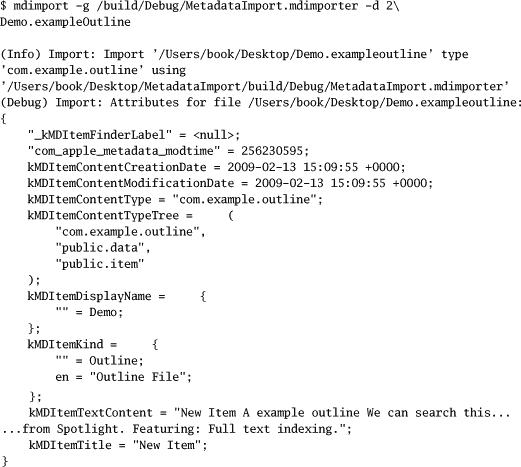 $ mdimport -g /build/Debug/MetadataImport.mdimporter -d 2\
Demo.exampleOutline
(Info) Import: Import '/Users/book/Desktop/Demo.exampleoutline' type
'com.example.outline' using
'/Users/book/Desktop/MetadataImport/build/Debug/MetadataImport.mdimporter'
(Debug) Import: Attributes for file /Users/book/Desktop/Demo.exampleoutline:
{
    "_kMDItemFinderLabel" = <null>;
    "com_apple_metadata_modtime" = 256230595;
    kMDItemContentCreationDate = 2009-02-13 15:09:55 +0000;
    kMDItemContentModificationDate = 2009-02-13 15:09:55 +0000;
    kMDItemContentType = "com.example.outline";
    kMDItemContentTypeTree =     (
        "com.example.outline",
        "public.data",
        "public.item"
    );
    kMDItemDisplayName =     {
        "" = Demo;
    };
    kMDItemKind =     {
        "" = Outline;
        en = "Outline File";
    };
    kMDItemTextContent = "New Item A example outline We can search this...
...from Spotlight. Featuring: Full text indexing.";
    kMDItemTitle = "New Item";
}